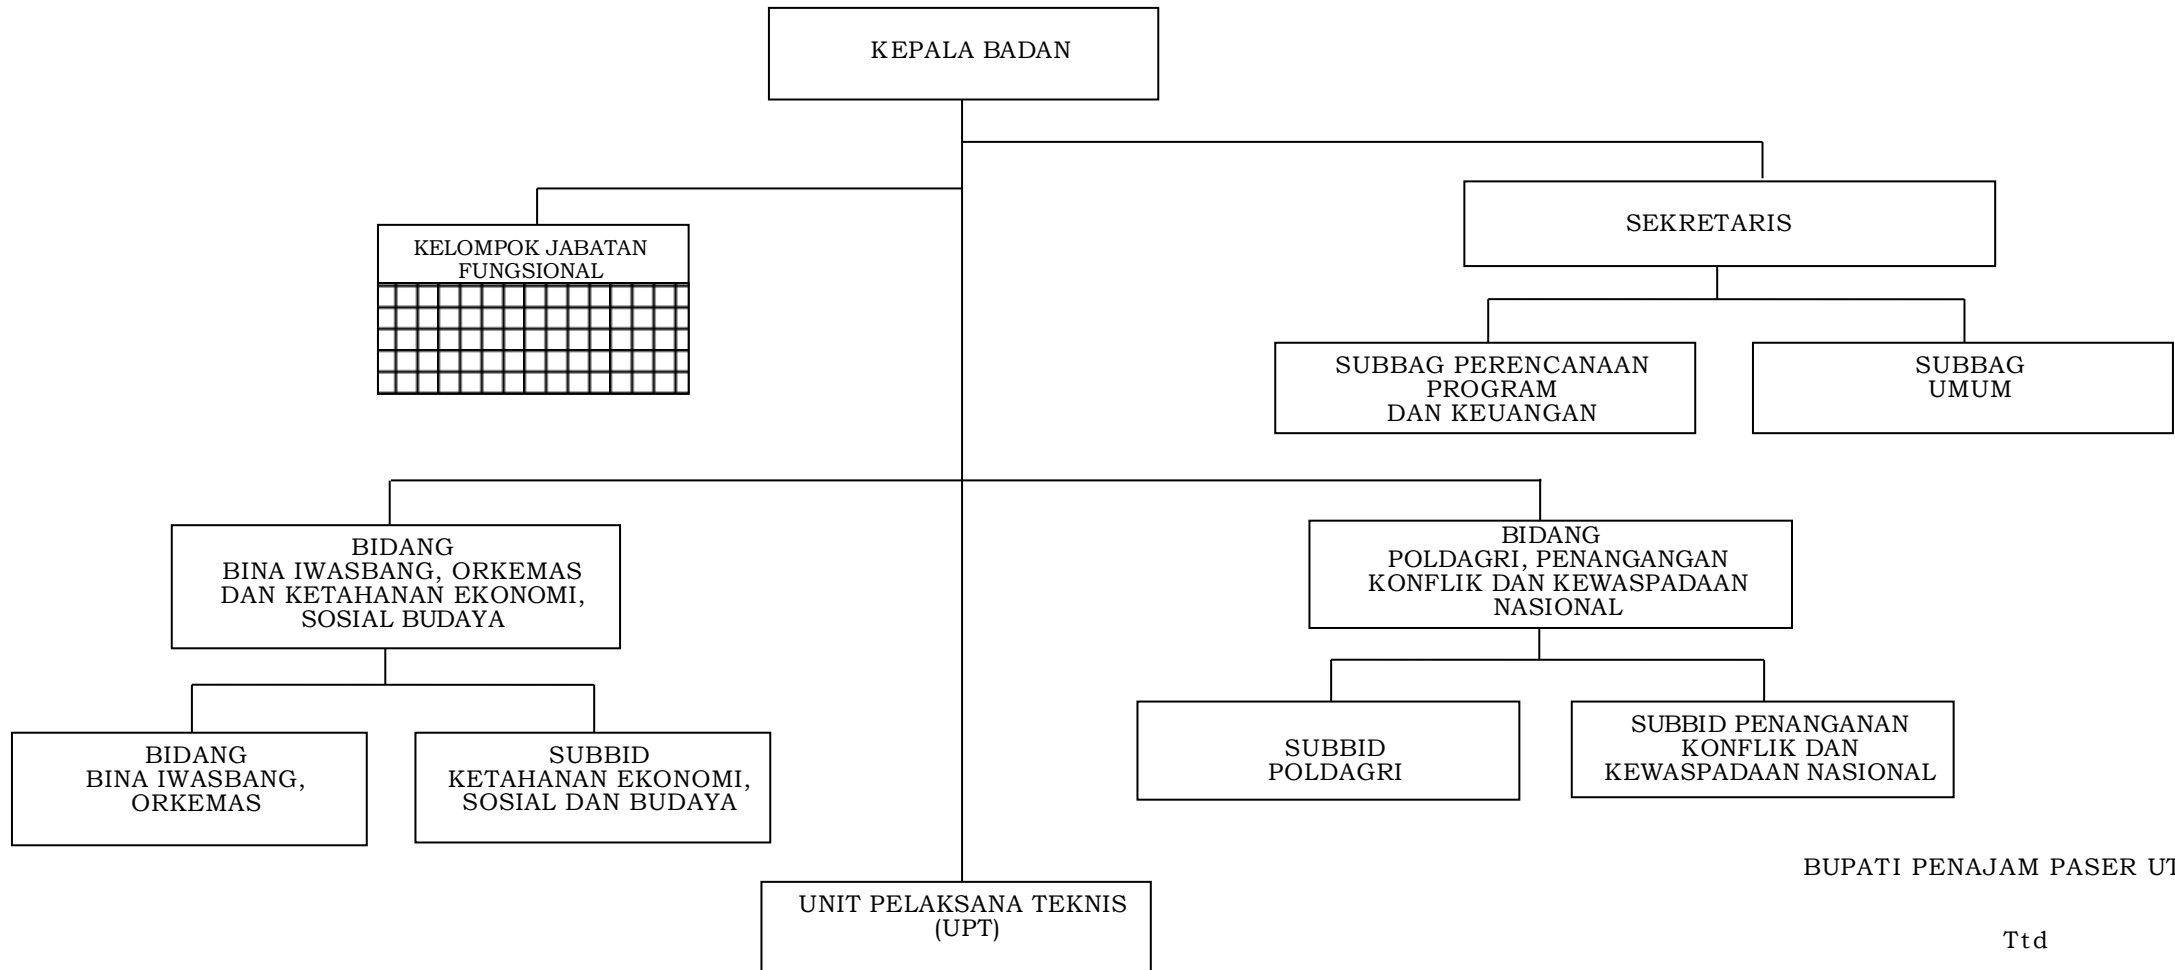 KEPALA BADAN
SEKRETARIS
KELOMPOK JABATAN
FUNGSIONAL
SUBBAG PERENCANAAN
PROGRAM
DAN KEUANGAN
SUBBAG
UMUM
BIDANG
BINA IWASBANG, ORKEMAS
DAN KETAHANAN EKONOMI,
SOSIAL BUDAYA
BIDANG
POLDAGRI, PENANGANGAN
KONFLIK DAN KEWASPADAAN
NASIONAL
BIDANG
BINA IWASBANG,
ORKEMAS
SUBBID
KETAHANAN EKONOMI,
SOSIAL DAN BUDAYA
SUBBID
POLDAGRI
SUBBID PENANGANAN
KONFLIK DAN
KEWASPADAAN NASIONAL
UNIT PELAKSANA TEKNIS
(UPT)
BUPATI PENAJAM PASER
Ttd